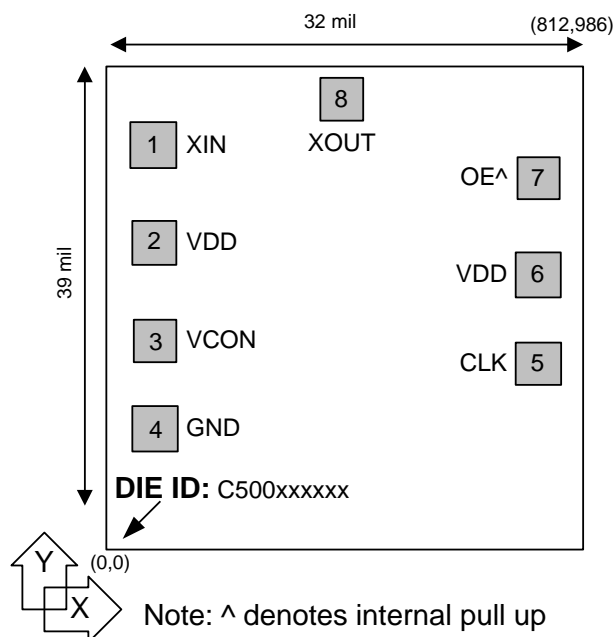 32 mil
(812,986)
8
XOUT
1 XIN
OE^ 7
2 VDD
VDD 6
39 mil
3 VCON
CLK 5
4 GND
DIE ID: C500xxxxxx
(0,0)
Y
X
Note: ^ denotes internal pull up